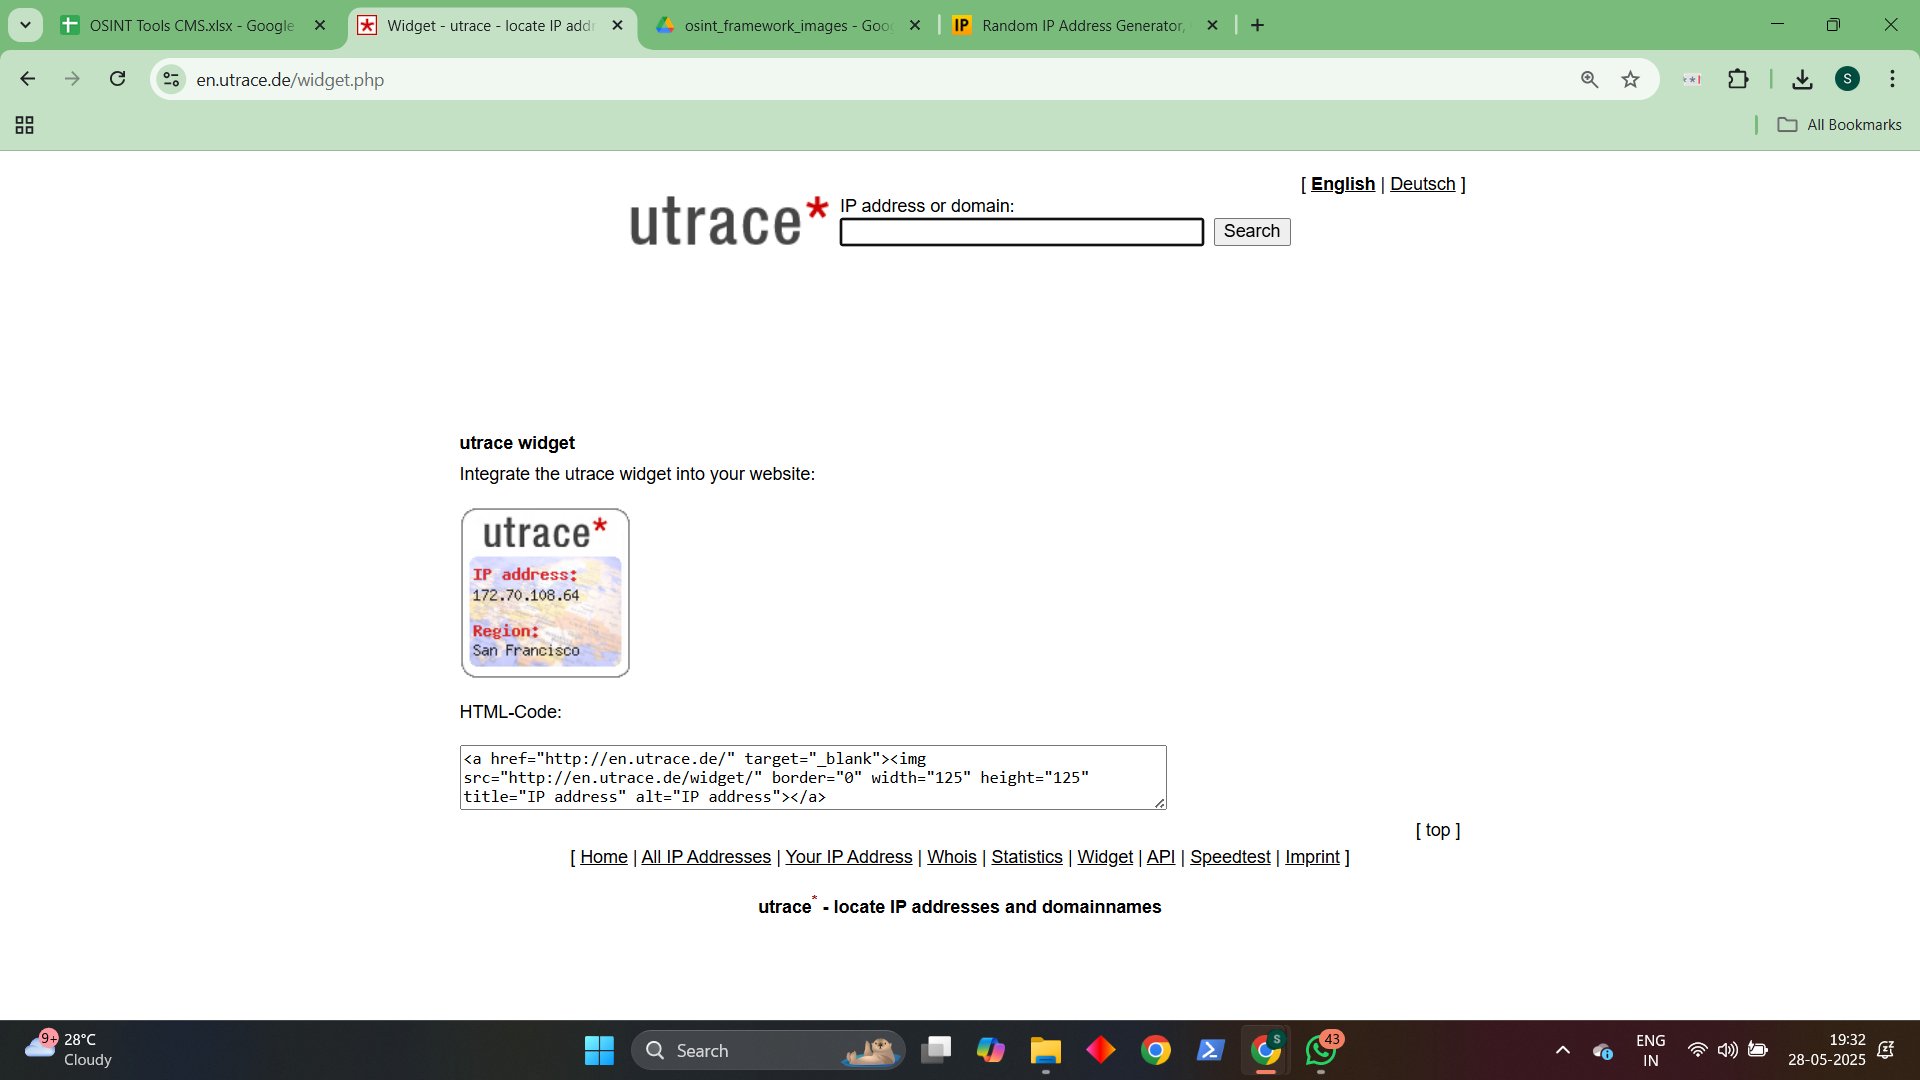 OSINT Tools CMS.xlsx - Google
Widget - utrace - locate IP addr
osint_framework_images - Goog
IP
Random IP Address Generator,
en.utrace.de/widget.php
S
All Bookmarks
[ English | Deutsch ]
utrace*
IP address or domain:
Search
utrace widget
Integrate the utrace widget into your website:
utrace*
IP address:
172.70.108.64
Region:
San Francisco
HTML-Code:
<a href="http://en.utrace.de/" target="_blank"><img
src="http://en.utrace.de/widget/" border="0" width="125" height="125"
title="IP address" alt="IP address"></a>
[ top ]
[ Home | All IP Addresses | Your IP Address | Whois | Statistics | Widget | API | Speedtest | Imprint ]
utrace* - locate IP addresses and domainnames
9+
28°C
Cloudy
Search
S
43
ENG
IN
19:32
28-05-2025